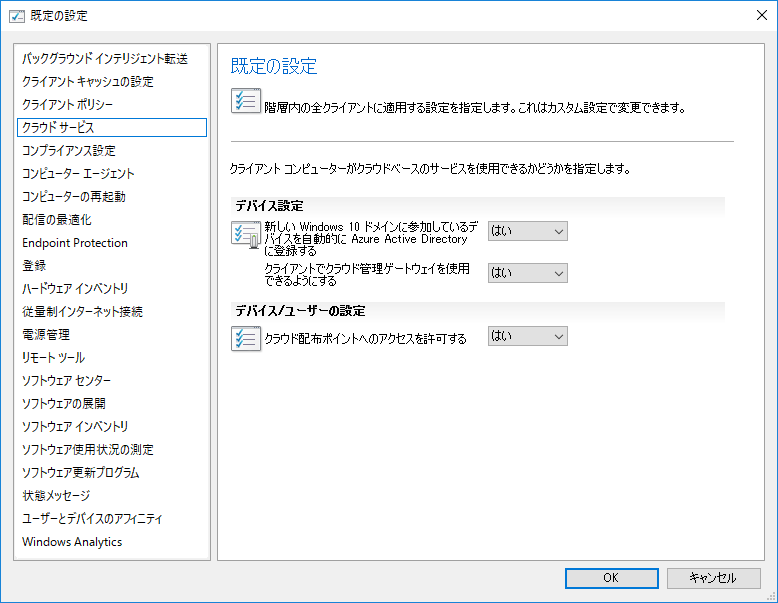 既定の設定
バックグラウンド インテリジェント転送
クライアント キャッシュの設定
クライアント ポリシー
クラウド サービス
コンプライアンス設定
コンピューター エージェント
コンピューターの再起動
配信の最適化
Endpoint Protection
登録
ハードウェア インベントリ
従量制インターネット接続
電源管理
リモート ツール
ソフトウェア センター
ソフトウェアの展開
ソフトウェア インベントリ
ソフトウェア使用状況の測定
ソフトウェア更新プログラム
状態メッセージ
ユーザーとデバイスのアフィニティ
Windows Analytics
既定の設定
階層内の全クライアントに適用する設定を指定します。これはカスタム設定で変更できます。
クライアント コンピューターがクラウドベースのサービスを使用できるかどうかを指定します。
デバイス設定
新しい Windows 10 ドメインに参加しているデ
バイスを自動的に Azure Active Directory
に登録する
はい
クライアントでクラウド管理ゲートウェイを使用
できるようにする
はい
デバイス/ユーザーの設定
クラウド配布ポイントへのアクセスを許可する
はい
OK
キャンセル